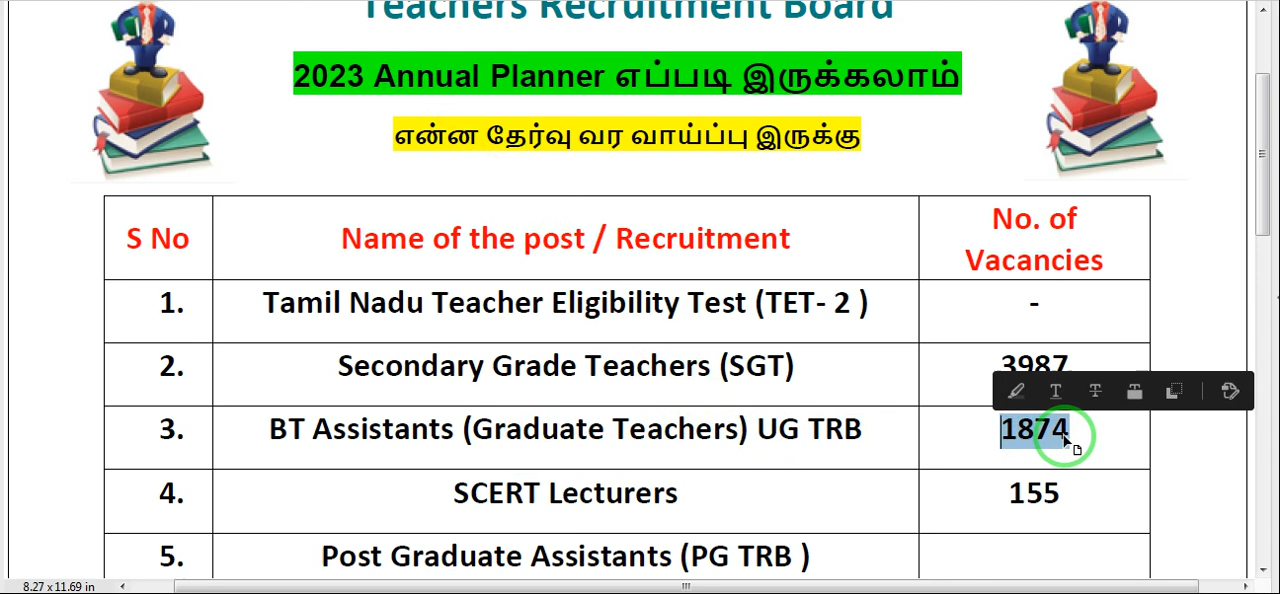 Teachers Recruitment Board
2023 Annual Planner எப்படி இருக்கலாம்
என்ன தேர்வு வர வாய்ப்பு இருக்கு
S No Name of the post / Recruitment No. of Vacancies
1. Tamil Nadu Teacher Eligibility Test (TET- 2 ) -
2. Secondary Grade Teachers (SGT) 3987
3. BT Assistants (Graduate Teachers) UG TRB 1874
4. SCERT Lecturers 155
5. Post Graduate Assistants (PG TRB )
8.27 x 11.69 in